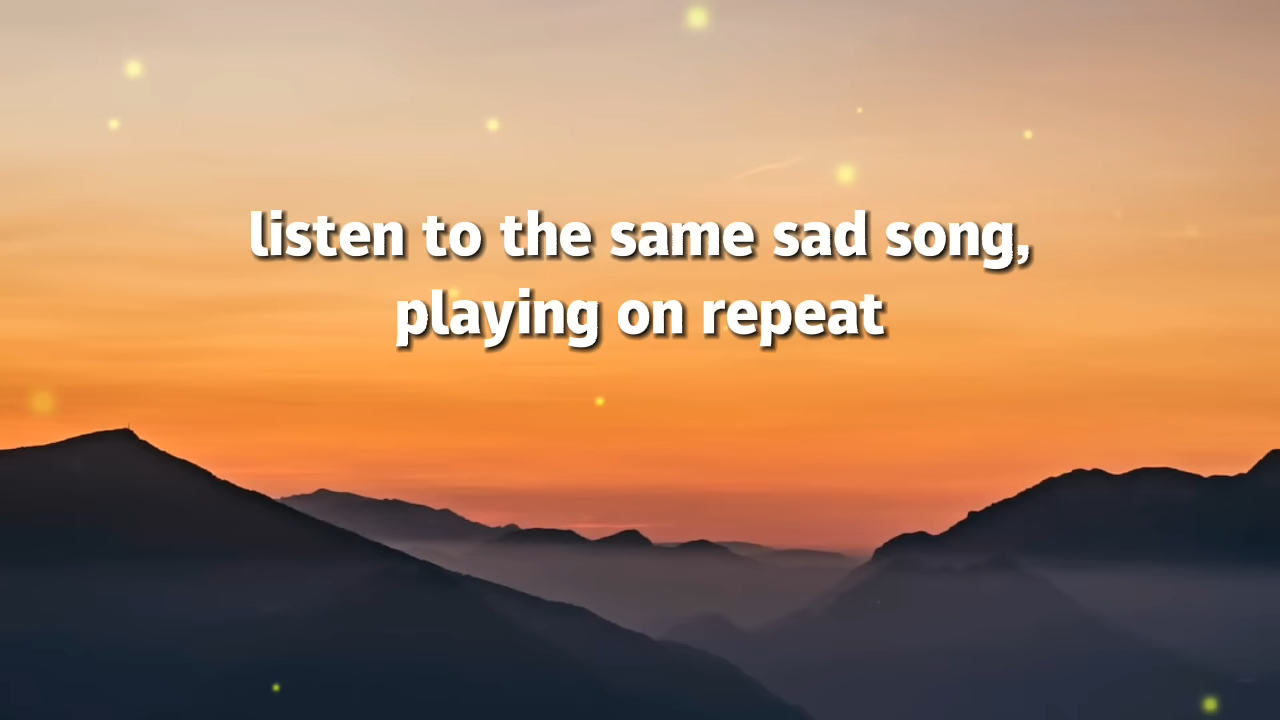 listen to the same sad song,
playing on repeat